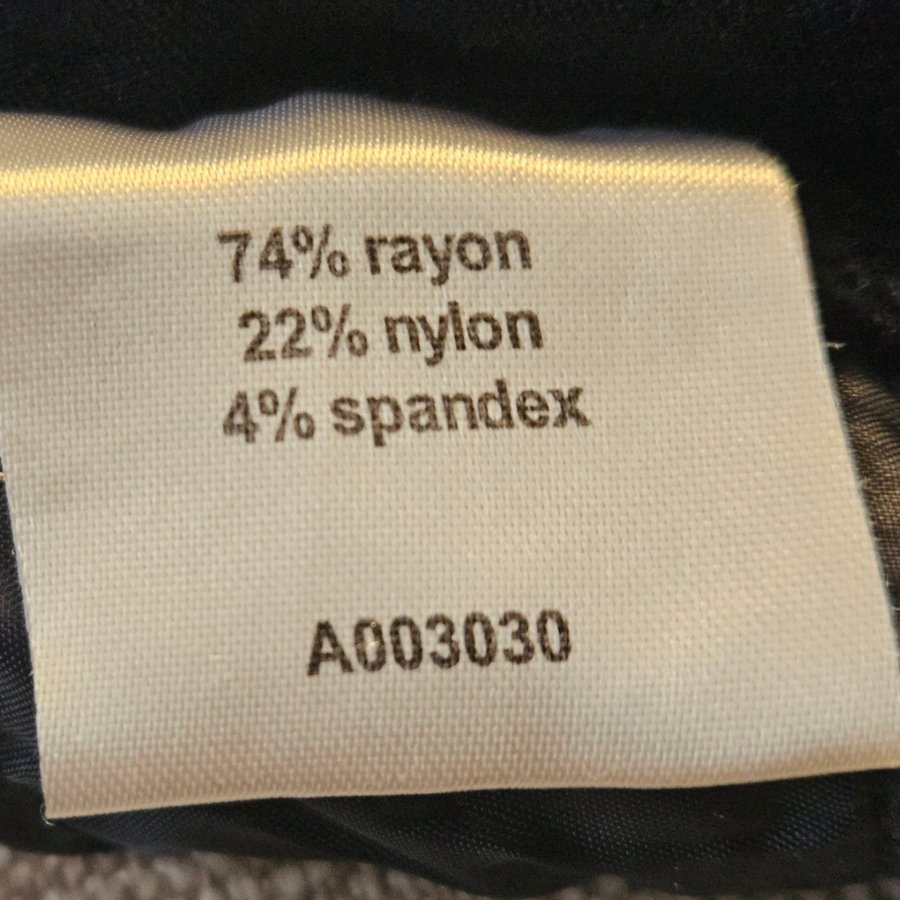 74% rayon
22% nylon
4% spandex
A003030